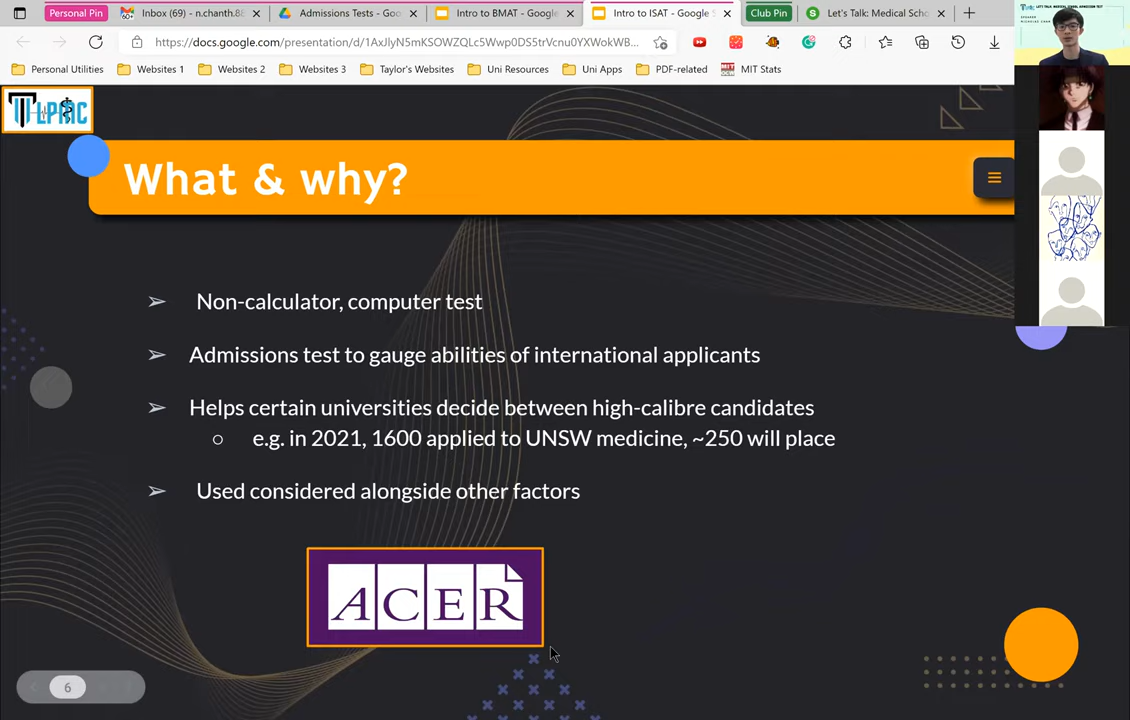 Personal Pin
Inbox (69) - n.chanth.88
Admissions Tests - Goo
Intro to BMAT - Google
Intro to ISAT - Google S
Club Pin
Let's Talk: Medical Scho
https://docs.google.com/presentation/d/1AxJlyN5mKSOWZQLc5Wwp0DS5trVcnu0YXWokWB...
Personal Utilities
Websites 1
Websites 2
Websites 3
Taylor's Websites
Uni Resources
Uni Apps
PDF-related
MIT Stats
TLPMC
What & why?
➢ Non-calculator, computer test
➢ Admissions test to gauge abilities of international applicants
➢ Helps certain universities decide between high-calibre candidates
○ e.g. in 2021, 1600 applied to UNSW medicine, ~250 will place
➢ Used considered alongside other factors
ACER
6